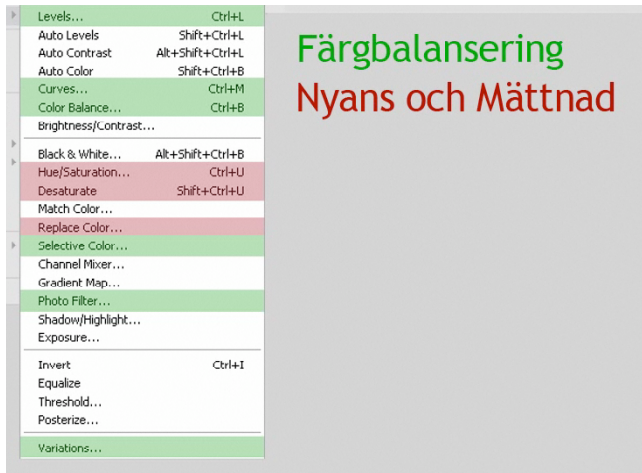 Levels... Ctrl+L
Auto Levels Shift+Ctrl+L
Auto Contrast Alt+Shift+Ctrl+L
Auto Color Shift+Ctrl+B
Curves... Ctrl+M
Color Balance... Ctrl+B
Brightness/Contrast...
Black & White... Alt+Shift+Ctrl+B
Hue/Saturation... Ctrl+U
Desaturate Shift+Ctrl+U
Match Color...
Replace Color...
Selective Color...
Channel Mixer...
Gradient Map...
Photo Filter...
Shadow/Highlight...
Exposure...
Invert Ctrl+I
Equalize
Threshold...
Posterize...
Variations...
Färgbalansering
Nyans och Mättnad